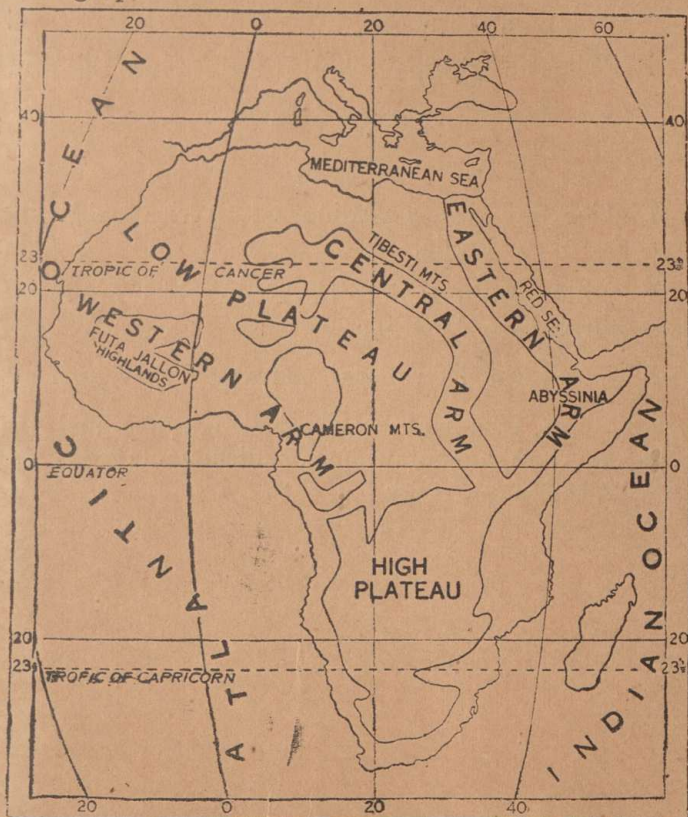 20 0 20 40 60
40 40
OCEAN
MEDITERRANEAN SEA
LOW PLATEAU
TIBESTI MTS
CENTRAL ARM
EASTERN ARM
RED SE
23½ 23½
TROPIC OF CANCER
20 20
WESTERN ARM
FUTA JALLON
HIGHLANDS
ABYSSINIA
CAMERON MTS.
0 0
EQUATOR
ATLANTIC
HIGH
PLATEAU
INDIAN OCEAN
20 20
23½ 23½
TROPIC OF CAPRICORN
20 0 20 40